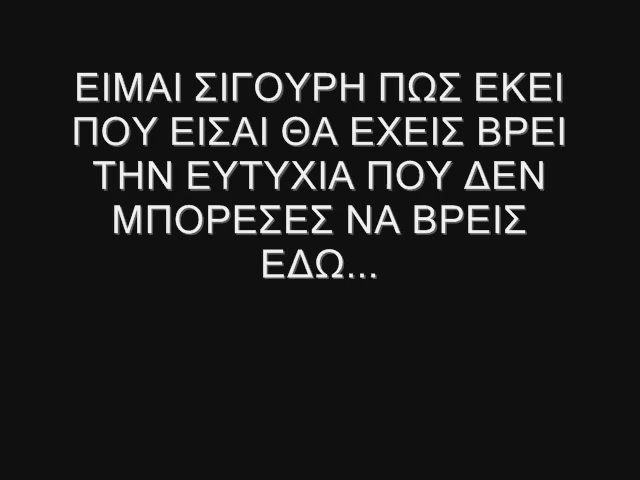 ΕΙΜΑΙ ΣΙΓΟΥΡΗ ΠΩΣ ΕΚΕΙ
ΠΟΥ ΕΙΣΑΙ ΘΑ ΕΧΕΙΣ ΒΡΕΙ
ΤΗΝ ΕΥΤΥΧΙΑ ΠΟΥ ΔΕΝ
ΜΠΟΡΕΣΕΣ ΝΑ ΒΡΕΙΣ
ΕΔΩ...